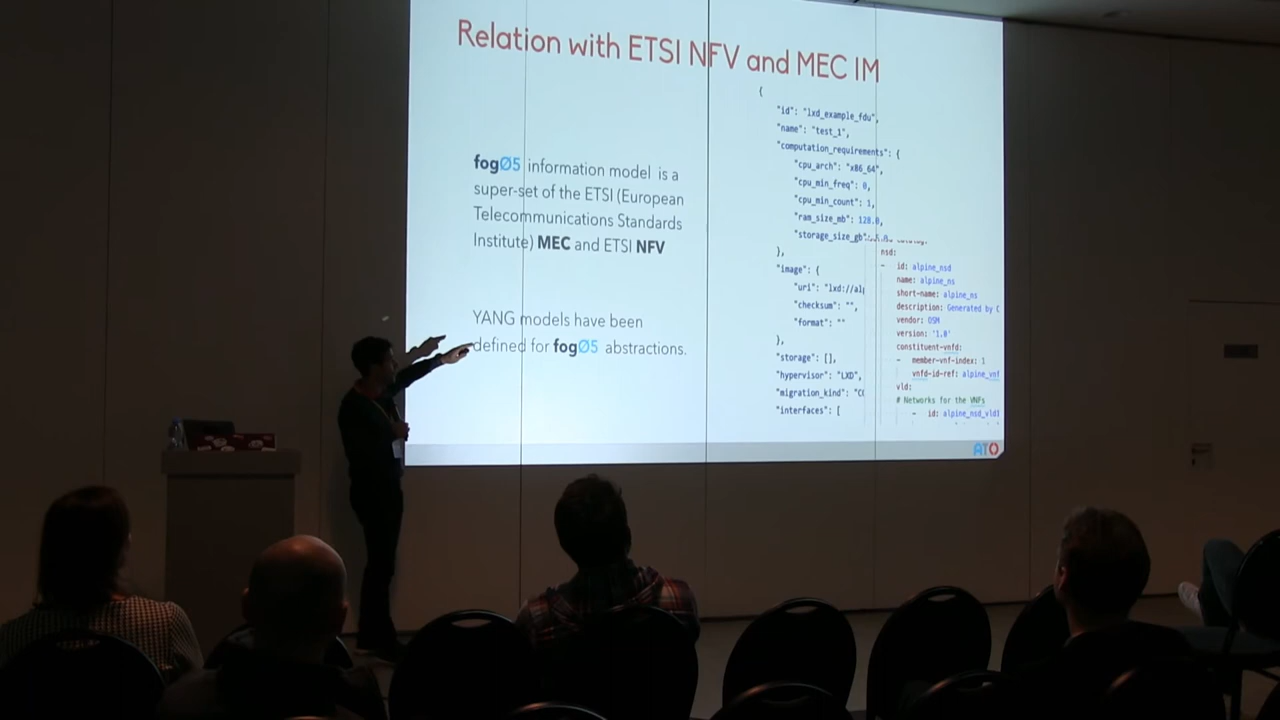 Relation with ETSI NFV and MEC IM
fogØ5 information model is a
super-set of the ETSI (European
Telecommunications Standards
Institute) MEC and ETSI NFV
YANG models have been
defined for fogØ5 abstractions.
{
"id": "lxd_example_fdu",
"name": "test_1",
"computation_requirements": {
"cpu_arch": "x86_64",
"cpu_min_freq": 0,
"cpu_min_count": 1,
"ram_size_mb": 128.0,
"storage_size_gb":
},
"image": {
"uri": "lxd://alp
"checksum": "",
"format": ""
},
"storage": [],
"hypervisor": "LXD",
"migration_kind": "CO
"interfaces": [
nsd:
- id: alpine_nsd
name: alpine_ns
short-name: alpine_ns
description: Generated by O
vendor: OSM
version: '1.0'
constituent-vnfd:
- member-vnf-index: 1
vnfd-id-ref: alpine_vnf
vld:
# Networks for the VNFs
- id: alpine_nsd_vld1
ATO